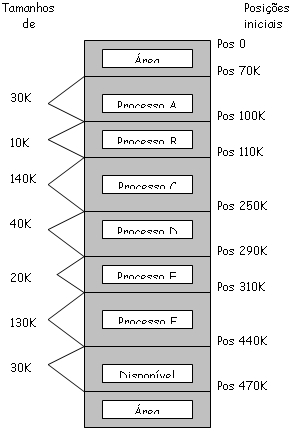 Tamanhos
de
Posições
iniciais
Pos 0
Área
Pos 70K
30K
Processo A
Pos 100K
10K
Processo B
Pos 110K
140K
Processo C
Pos 250K
40K
Processo D
Pos 290K
20K
Processo E
Pos 310K
130K
Processo F
Pos 440K
30K
Disponível
Pos 470K
Área